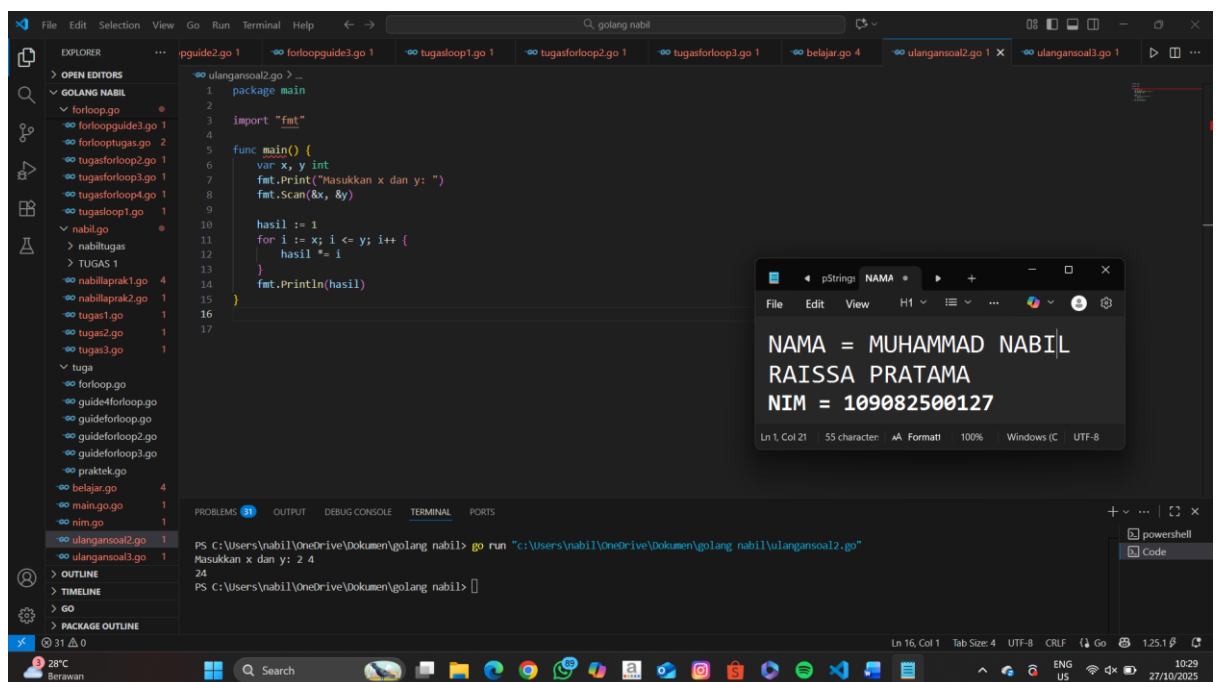 File Edit Selection View Go Run Terminal Help
golang nabil
EXPLORER
pguide2.go 1 forloopguide3.go 1 tugasloop1.go 1 tugasforloop2.go 1 tugasforloop3.go 1 belajar.go 4 ulangansoal2.go 1 ulangansoal3.go 1
OPEN EDITORS
GOLANG NABIL
forloop.go
forloopguide3.go 1
forlooptugas.go 2
tugasforloop2.go 1
tugasforloop3.go 1
tugasforloop4.go 1
tugasloop1.go 1
nabil.go
nabiltugas
TUGAS 1
nabillaprak1.go 4
nabillaprak2.go 1
tugas1.go 1
tugas2.go 1
tugas3.go 1
tuga
forloop.go
guide4forloop.go
guideforloop.go
guideforloop2.go
guideforloop3.go
praktek.go
belajar.go 4
main.go.go 1
nim.go 1
ulangansoal2.go 1
ulangansoal3.go 1
OUTLINE
TIMELINE
GO
PACKAGE OUTLINE
ulangansoal2.go > ...
1 package main
2
3 import "fmt"
4
5 func main() {
6 var x, y int
7 fmt.Print("Masukkan x dan y: ")
8 fmt.Scan(&x, &y)
9
10 hasil := 1
11 for i := x; i <= y; i++ {
12 hasil *= i
13 }
14 fmt.Println(hasil)
15 }
16
17
pStrings NAMA
File Edit View H1
NAMA = MUHAMMAD NABIL
RAISSA PRATAMA
NIM = 109082500127
Ln 1, Col 21 55 character Formatt 100% Windows (C UTF-8
PROBLEMS 31 OUTPUT DEBUG CONSOLE TERMINAL PORTS
powershell
Code
PS C:\Users\nabil\OneDrive\Dokumen\golang nabil> go run "c:\Users\nabil\OneDrive\Dokumen\golang nabil\ulangansoal2.go"
Masukkan x dan y: 2 4
24
PS C:\Users\nabil\OneDrive\Dokumen\golang nabil>
31 0
Ln 16, Col 1 Tab Size: 4 UTF-8 CRLF Go 1.25.1
3 28°C
Berawan
Search
89
ENG
US
10:29
27/10/2025